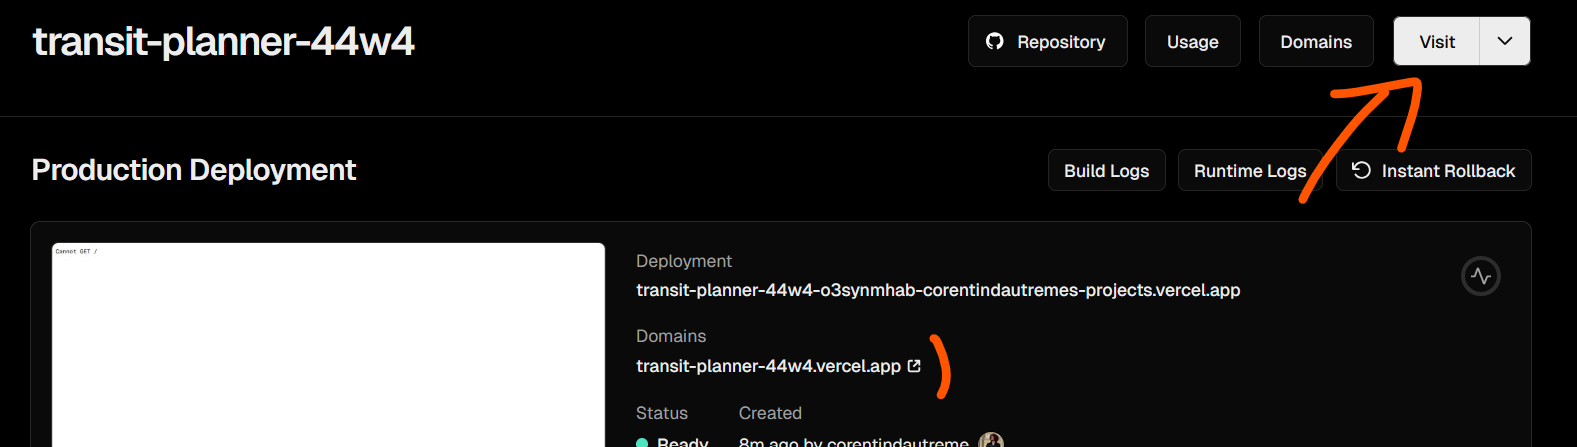 transit-planner-44w4
Repository
Usage
Domains
Visit
Production Deployment
Build Logs
Runtime Logs
Instant Rollback
Cannot GET /
Deployment
transit-planner-44w4-o3synmhab-corentindautremes-projects.vercel.app
Domains
transit-planner-44w4.vercel.app
Status
Created
Ready
8m ago by corentindautreme